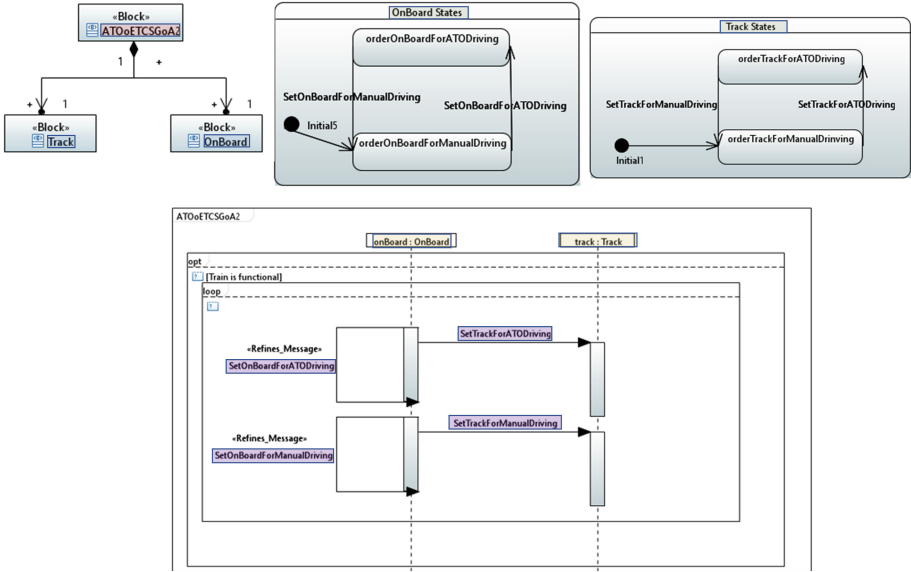 «Block»
ATOoETCSGoA2
1 +
+ 1
+ 1
«Block»
Track
«Block»
OnBoard
OnBoard States
orderOnBoardForATODriving
SetOnBoardForManualDriving
SetOnBoardForATODriving
Initial5
orderOnBoardForManualDriving
Track States
orderTrackForATODriving
SetTrackForManualDriving
SetTrackForATODriving
orderTrackForManualDrinving
Initial1
ATOoETCSGoA2
onBoard : OnBoard
track : Track
opt
[Train is functional]
loop
SetTrackForATODriving
«Refines_Message»
SetOnBoardForATODriving
SetTrackForManualDriving
«Refines_Message»
SetOnBoardForManualDriving